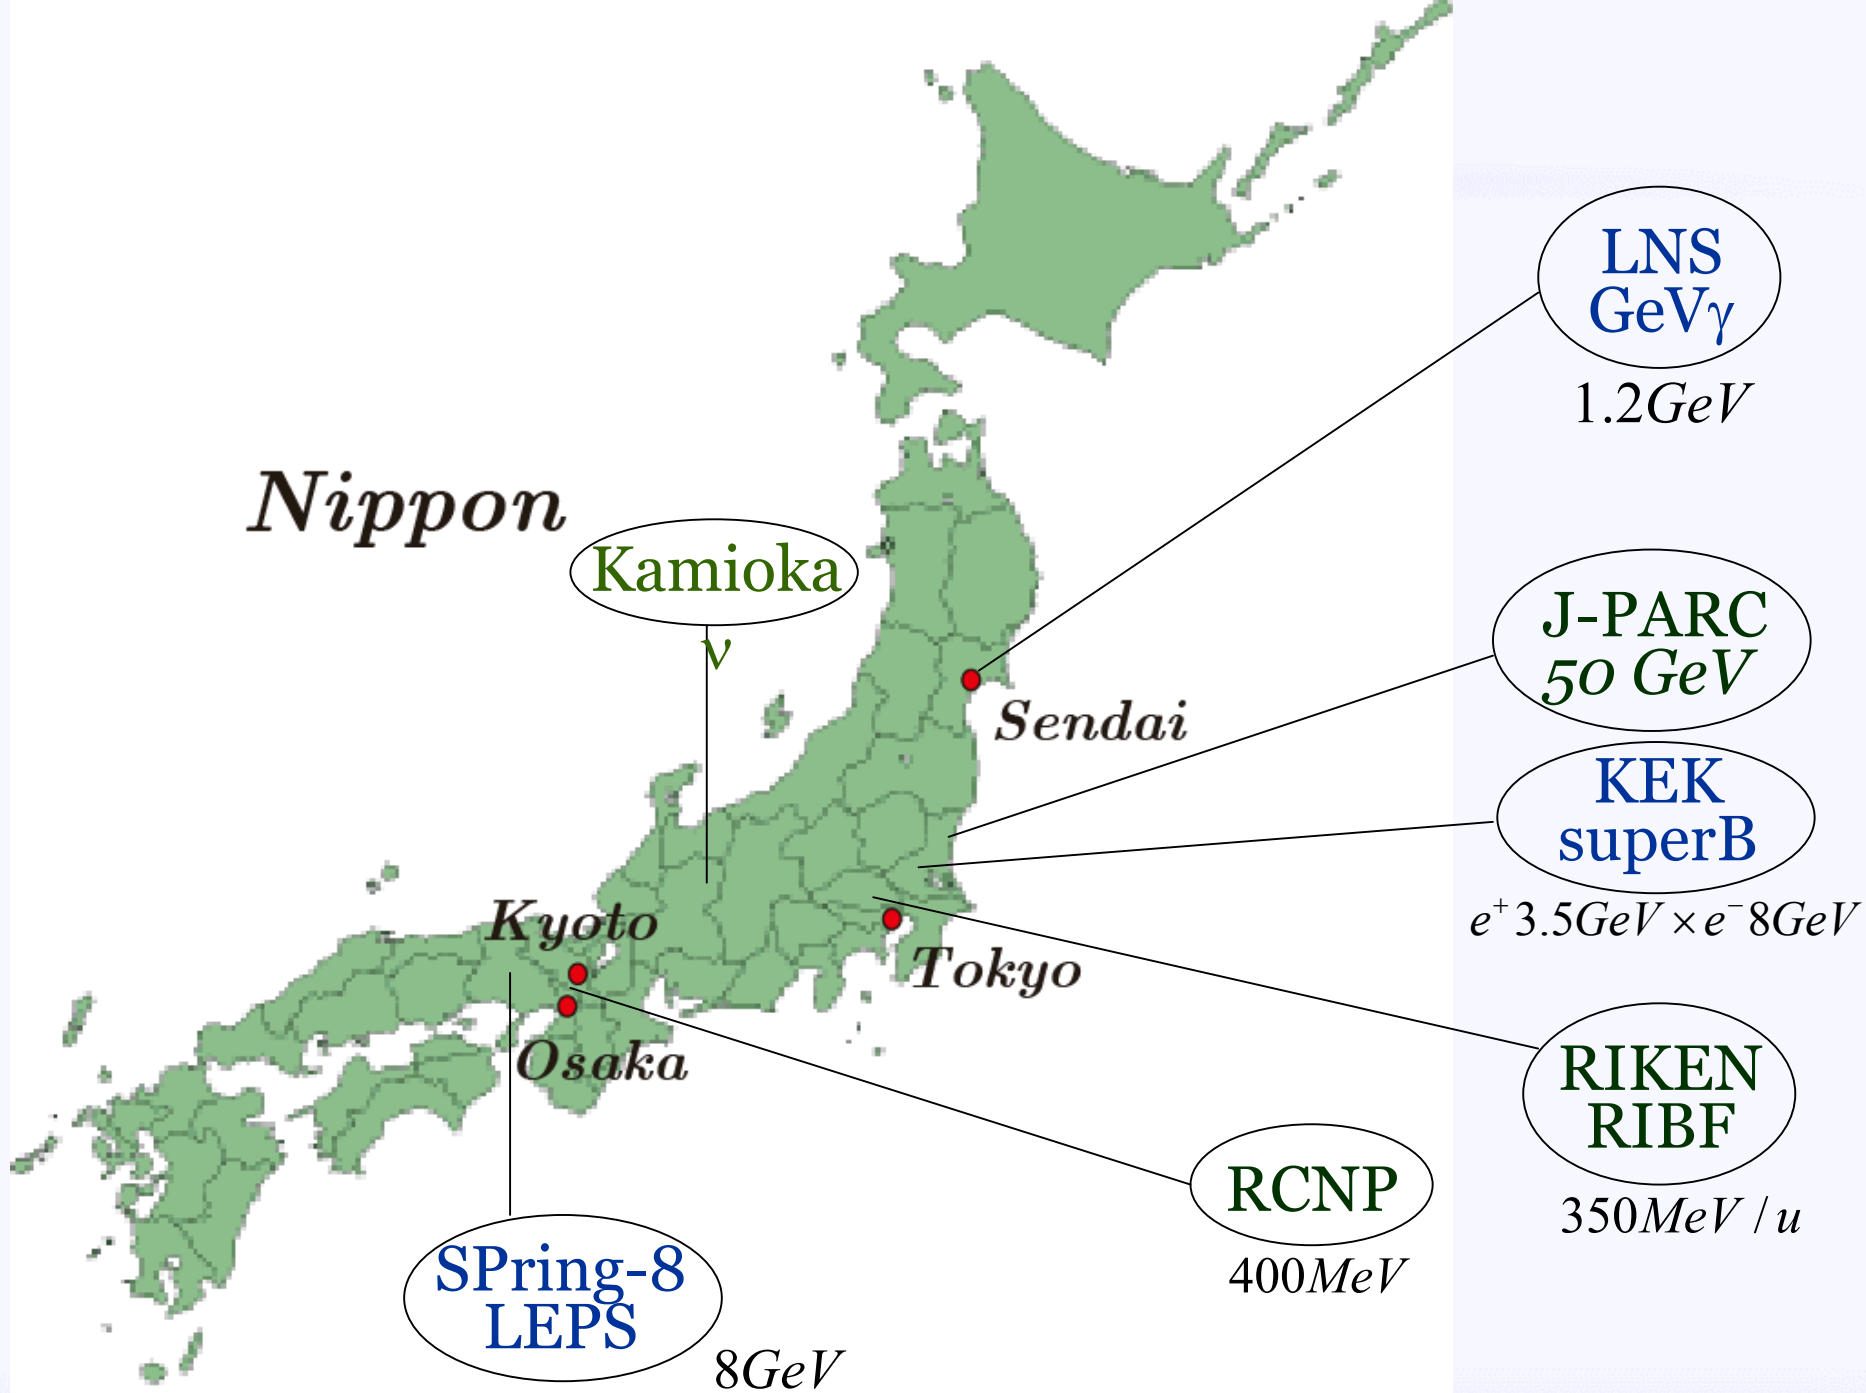 LNS
GeVγ
1.2GeV
Nippon
Kamioka
ν
J-PARC
50 GeV
Sendai
KEK
superB
e⁺3.5GeV×e⁻8GeV
Kyoto
Tokyo
Osaka
RIKEN
RIBF
350MeV / u
RCNP
400MeV
SPring-8
LEPS
8GeV